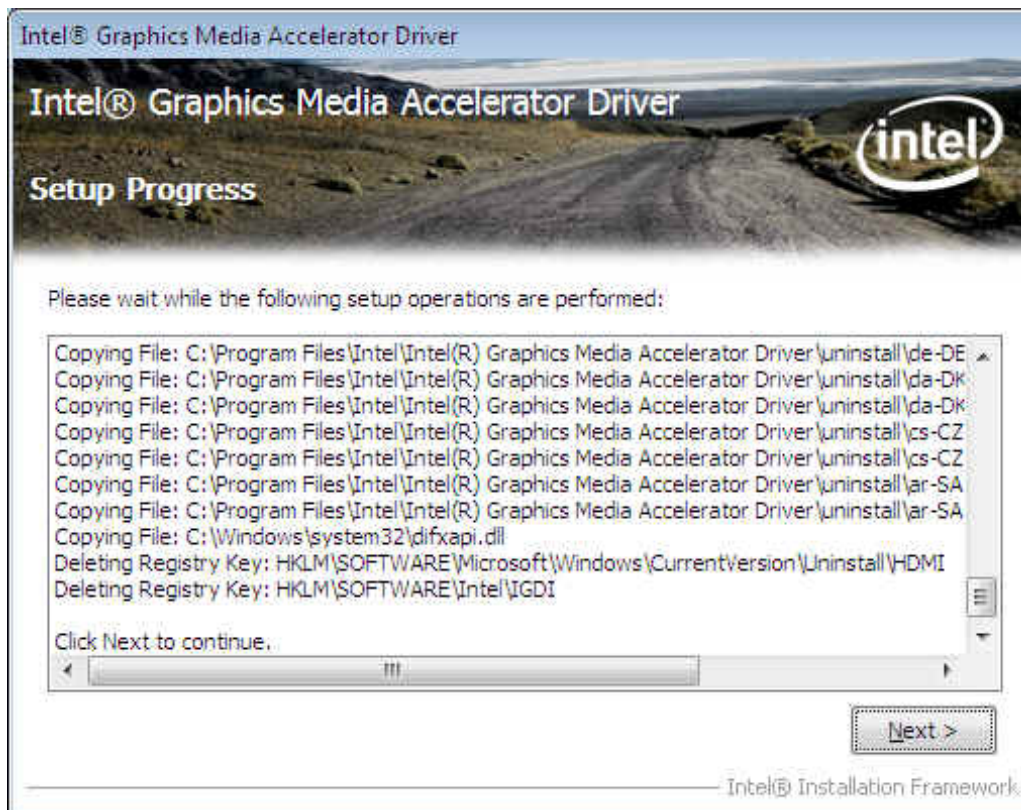 Intel® Graphics Media Accelerator Driver
Intel® Graphics Media Accelerator Driver
intel
Setup Progress
Please wait while the following setup operations are performed:
Copying File: C:\Program Files\Intel\Intel(R) Graphics Media Accelerator Driver\uninstall\de-DE
Copying File: C:\Program Files\Intel\Intel(R) Graphics Media Accelerator Driver\uninstall\da-DK
Copying File: C:\Program Files\Intel\Intel(R) Graphics Media Accelerator Driver\uninstall\da-DK
Copying File: C:\Program Files\Intel\Intel(R) Graphics Media Accelerator Driver\uninstall\cs-CZ
Copying File: C:\Program Files\Intel\Intel(R) Graphics Media Accelerator Driver\uninstall\cs-CZ
Copying File: C:\Program Files\Intel\Intel(R) Graphics Media Accelerator Driver\uninstall\ar-SA
Copying File: C:\Program Files\Intel\Intel(R) Graphics Media Accelerator Driver\uninstall\ar-SA
Copying File: C:\Windows\system32\difxapi.dll
Deleting Registry Key: HKLM\SOFTWARE\Microsoft\Windows\CurrentVersion\Uninstall\HDMI
Deleting Registry Key: HKLM\SOFTWARE\Intel\IGDI
Click Next to continue.
Next >
Intel® Installation Framework